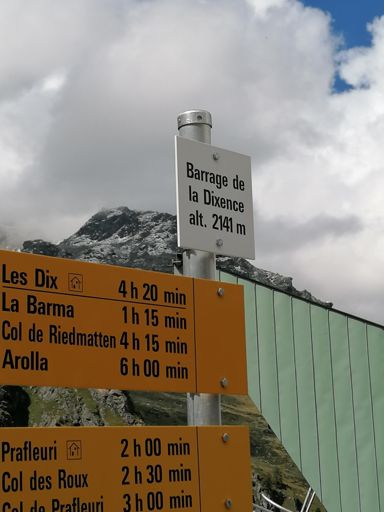 Barrage de
la Dixence
alt. 2141 m
Les Dix 4 h 20 min
La Barma 1 h 15 min
Col de Riedmatten 4 h 15 min
Arolla 6 h 00 min
Prafleuri 2 h 00 min
Col des Roux 2 h 30 min
Col de Prafleuri 3 h 00 min